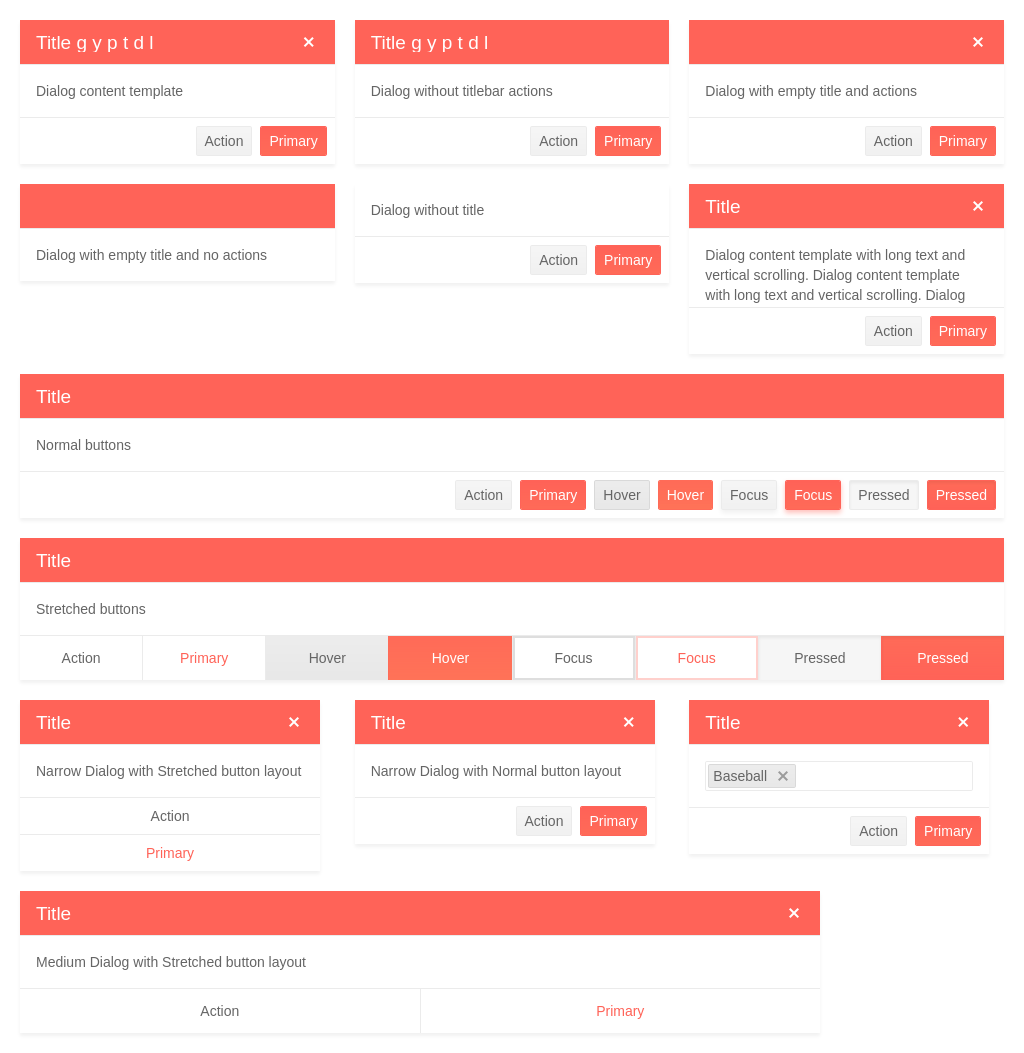 Title g y p t d l
Dialog content template
Action Primary
Title g y p t d l
Dialog without titlebar actions
Action Primary
Dialog with empty title and actions
Action Primary
Dialog with empty title and no actions
Dialog without title
Action Primary
Title
Dialog content template with long text and
vertical scrolling. Dialog content template
with long text and vertical scrolling. Dialog
Action Primary
Title
Normal buttons
Action Primary Hover Hover Focus Focus Pressed Pressed
Title
Stretched buttons
Action Primary Hover Hover Focus Focus Pressed Pressed
Title
Narrow Dialog with Stretched button layout
Action
Primary
Title
Narrow Dialog with Normal button layout
Action Primary
Title
Baseball
Action Primary
Title
Medium Dialog with Stretched button layout
Action Primary